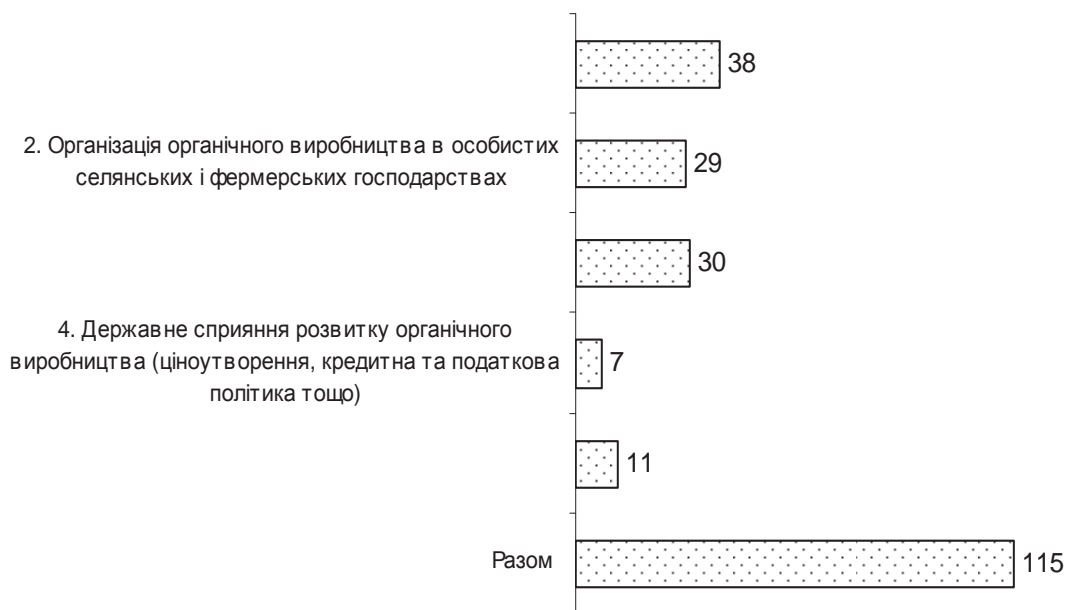 38
2. Організація органічного виробництва в особистих
селянських і фермерських господарствах
29
30
4. Державне сприяння розвитку органічного
виробництва (ціноутворення, кредитна та податкова
політика тощо)
7
11
Разом
115